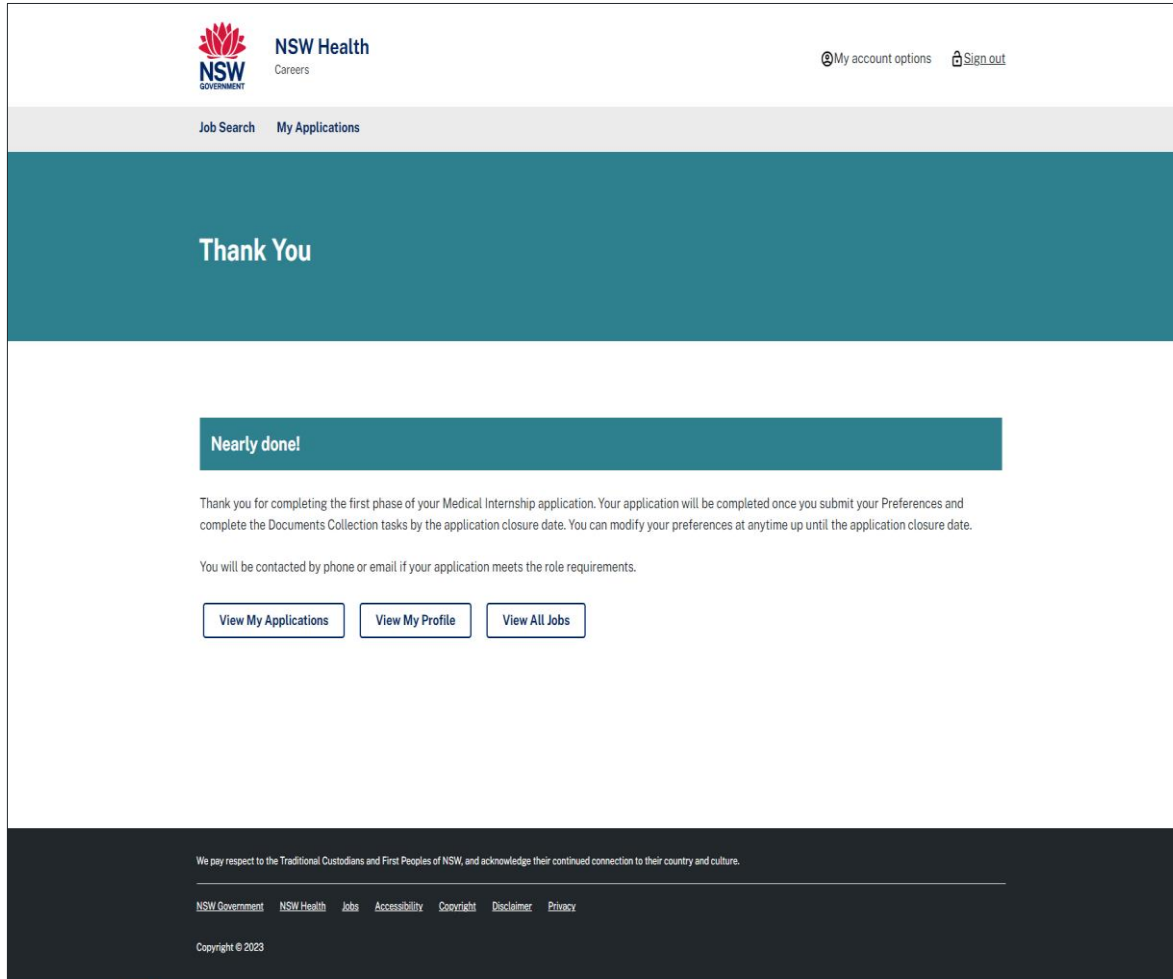 NSW
GOVERNMENT
NSW Health
Careers
My account options
Sign out
Job Search My Applications
Thank You
Nearly done!
Thank you for completing the first phase of your Medical Internship application. Your application will be completed once you submit your Preferences and
complete the Documents Collection tasks by the application closure date. You can modify your preferences at anytime up until the application closure date.
You will be contacted by phone or email if your application meets the role requirements.
View My Applications View My Profile View All Jobs
We pay respect to the Traditional Custodians and First Peoples of NSW, and acknowledge their continued connection to their country and culture.
NSW Government NSW Health Jobs Accessibility Copyright Disclaimer Privacy
Copyright © 2023